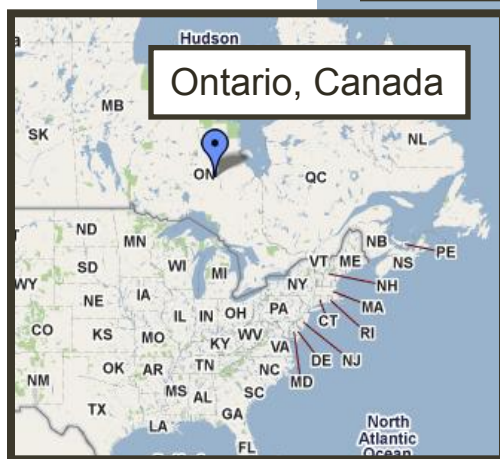 Hudson
Ontario, Canada
MB
SK
ON
QC
NL
ND
MN
NB
PE
VT ME
NS
SD
WI
MI
NY
NH
WY
NE
IA
PA
MA
IL IN OH
CT
RI
CO
KS
MO
WV
KY
VA
DE NJ
OK
AR
TN
NC
MD
NM
MS
AL
SC
TX
GA
LA
North
Atlantic
Ocean
FL